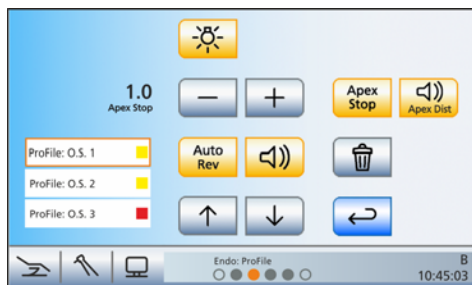 1.0
Apex Stop
Apex
Stop
Apex Dist
ProFile: O.S. 1
ProFile: O.S. 2
ProFile: O.S. 3
Auto
Rev
Endo: ProFile
B
10:45:03